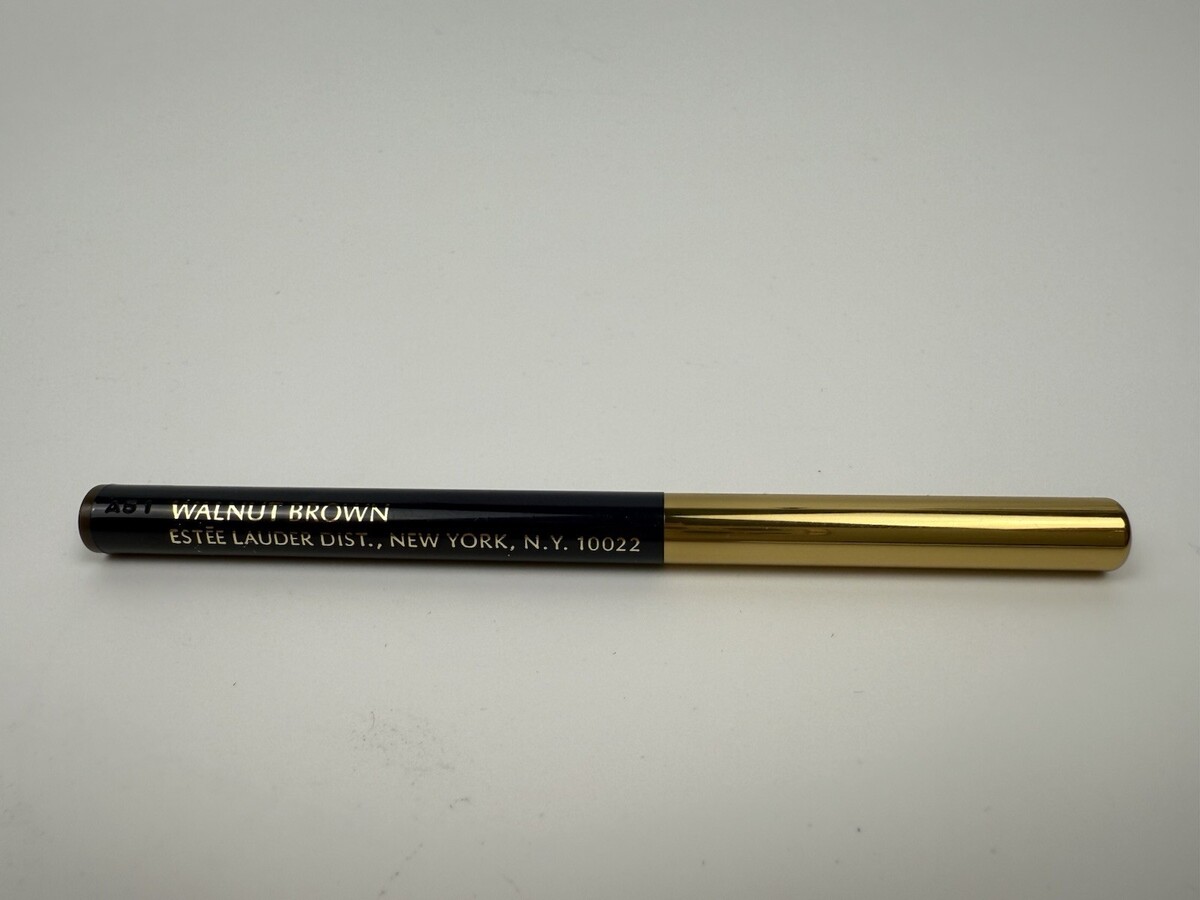 WALNUT BROWN
ESTĒE LAUDER DIST., NEW YORK, N.Y. 10022